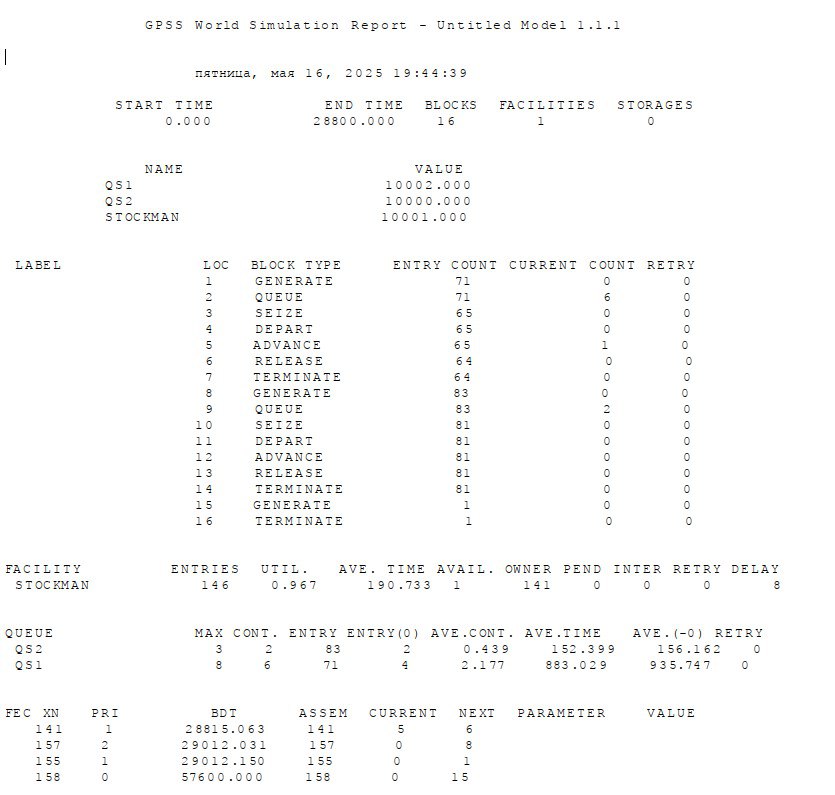 GPSS World Simulation Report - Untitled Model 1.1.1
пятница, мая 16, 2025 19:44:39
START TIME END TIME BLOCKS FACILITIES STORAGES
0.000 28800.000 16 1 0
NAME VALUE
QS1 10002.000
QS2 10000.000
STOCKMAN 10001.000
LABEL LOC BLOCK TYPE ENTRY COUNT CURRENT COUNT RETRY
1 GENERATE 71 0 0
2 QUEUE 71 6 0
3 SEIZE 65 0 0
4 DEPART 65 0 0
5 ADVANCE 65 1 0
6 RELEASE 64 0 0
7 TERMINATE 64 0 0
8 GENERATE 83 0 0
9 QUEUE 83 2 0
10 SEIZE 81 0 0
11 DEPART 81 0 0
12 ADVANCE 81 0 0
13 RELEASE 81 0 0
14 TERMINATE 81 0 0
15 GENERATE 1 0 0
16 TERMINATE 1 0 0
FACILITY ENTRIES UTIL. AVE. TIME AVAIL. OWNER PEND INTER RETRY DELAY
STOCKMAN 146 0.967 190.733 1 141 0 0 0 8
QUEUE MAX CONT. ENTRY ENTRY(0) AVE.CONT. AVE.TIME AVE.(-0) RETRY
QS2 3 2 83 2 0.439 152.399 156.162 0
QS1 8 6 71 4 2.177 883.029 935.747 0
FEC XN PRI BDT ASSEM CURRENT NEXT PARAMETER VALUE
141 1 28815.063 141 5 6
157 2 29012.031 157 0 8
155 1 29012.150 155 0 1
158 0 57600.000 158 0 15